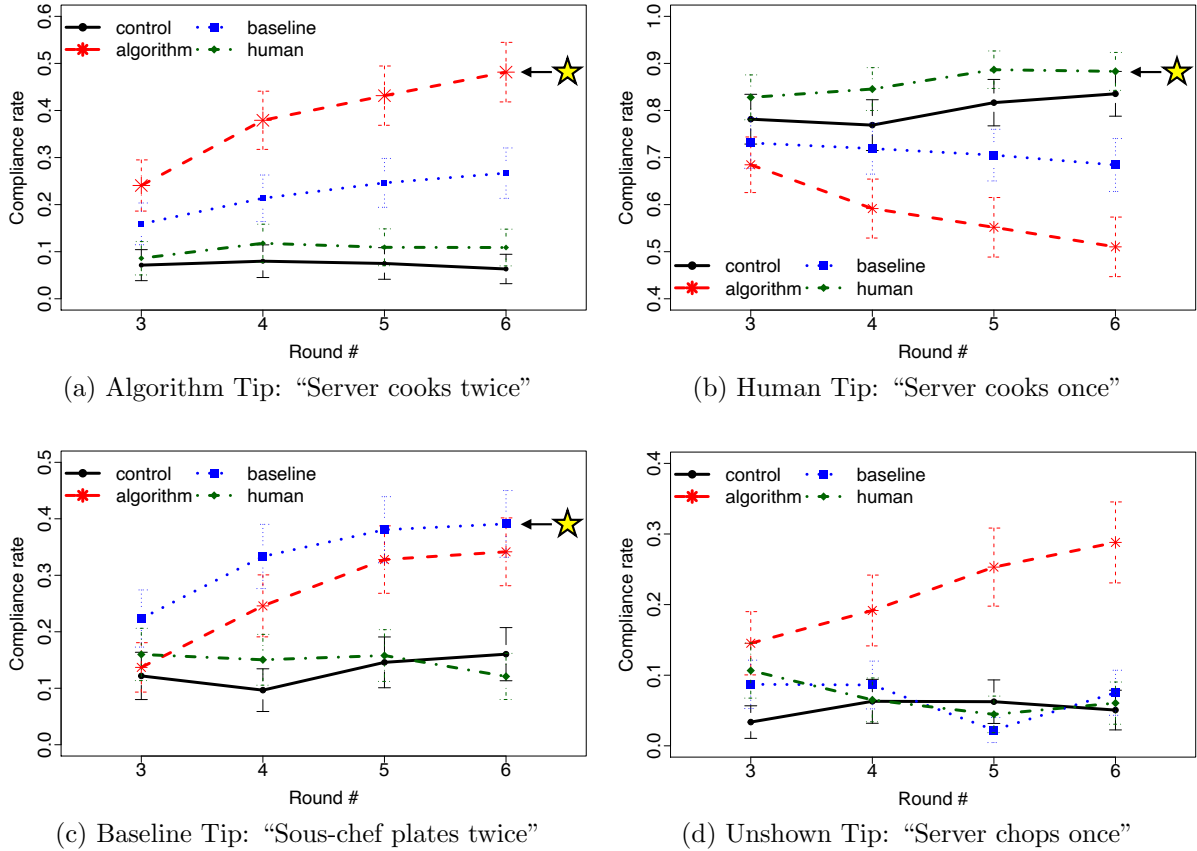 control
baseline
algorithm
human
Compliance rate
0.6
0.5
0.4
0.3
0.2
0.1
0.0
3 4 5 6
Round #
(a) Algorithm Tip: “Server cooks twice”
Compliance rate
1.0
0.9
0.8
0.7
0.6
0.5
0.4
control
baseline
algorithm
human
3 4 5 6
Round #
(b) Human Tip: “Server cooks once”
control
baseline
algorithm
human
Compliance rate
0.5
0.4
0.3
0.2
0.1
0.0
3 4 5 6
Round #
(c) Baseline Tip: “Sous-chef plates twice”
control
baseline
algorithm
human
Compliance rate
0.4
0.3
0.2
0.1
0.0
3 4 5 6
Round #
(d) Unshown Tip: “Server chops once”